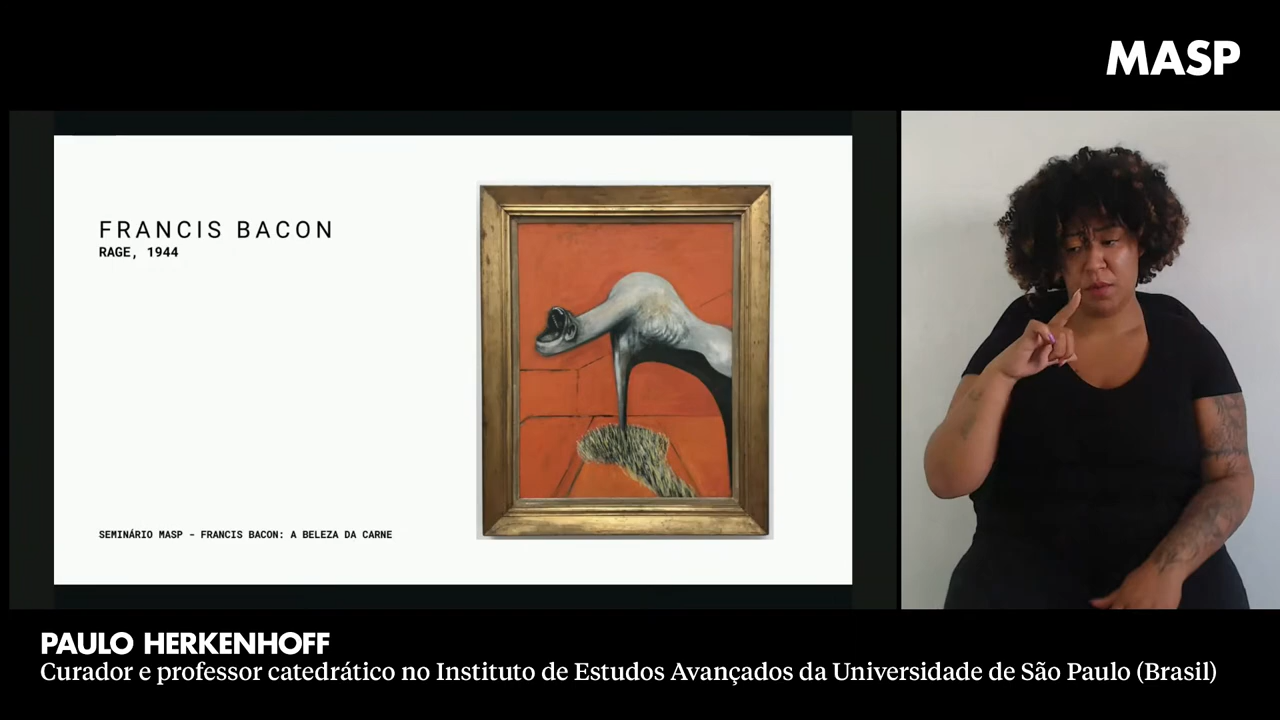 MASP
FRANCIS BACON
RAGE, 1944
SEMINÁRIO MASP - FRANCIS BACON: A BELEZA DA CARNE
PAULO HERKENHOFF
Curador e professor catedrático no Instituto de Estudos Avançados da Universidade de São Paulo (Brasil)